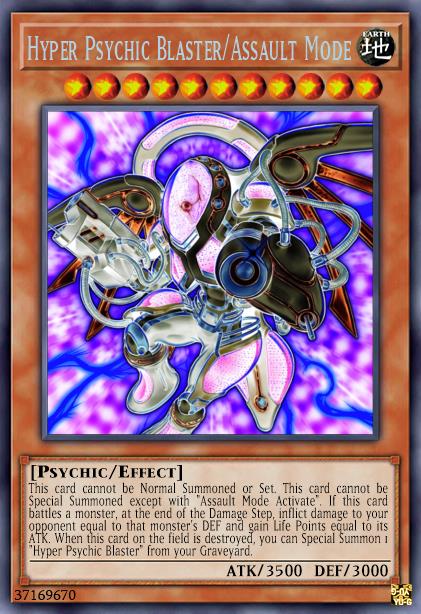 HYPER PSYCHIC BLASTER/ASSAULT MODE
EARTH
地
[PSYCHIC/EFFECT]
This card cannot be Normal Summoned or Set. This card cannot be
Special Summoned except with "Assault Mode Activate". If this card
battles a monster, at the end of the Damage Step, inflict damage to your
opponent equal to that monster's DEF and gain Life Points equal to its
ATK. When this card on the field is destroyed, you can Special Summon 1
"Hyper Psychic Blaster" from your Graveyard.
ATK/3500 DEF/3000
37169670